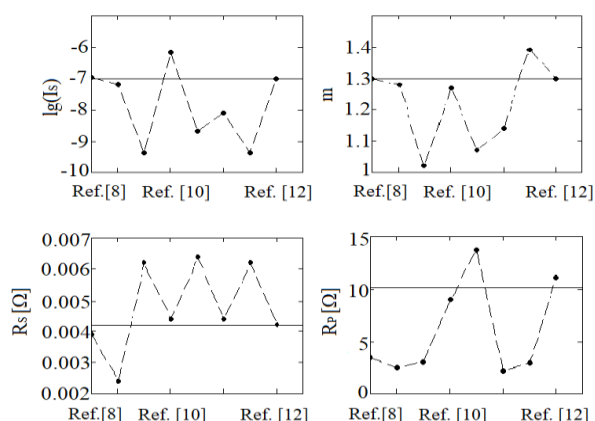 -6
-7
-8
-9
-10
lg(Is)
Ref.[8] Ref. [10] Ref. [12]
1.4
1.3
1.2
1.1
1
m
Ref.[8] Ref. [10] Ref. [12]
0.007
0.006
0.005
0.004
0.003
0.002
Rs [Ω]
Ref.[8] Ref. [10] Ref. [12]
15
10
5
0
Rp [Ω]
Ref.[8] Ref. [10] Ref. [12]